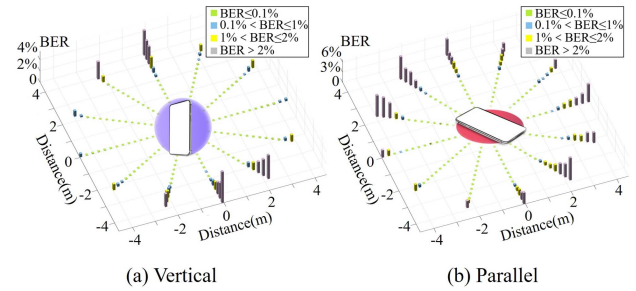 BER
4%
2%
0
4
2
0
-2
-4
Distance(m)
-4
-2
0
2
4
Distance(m)
BER≤0.1%
0.1% < BER≤1%
1% < BER≤2%
BER > 2%
(a) Vertical
BER
6%
3%
0
4
2
0
-2
-4
Distance(m)
-4
-2
0
2
4
Distance(m)
BER≤0.1%
0.1% < BER≤1%
1% < BER≤2%
BER > 2%
(b) Parallel